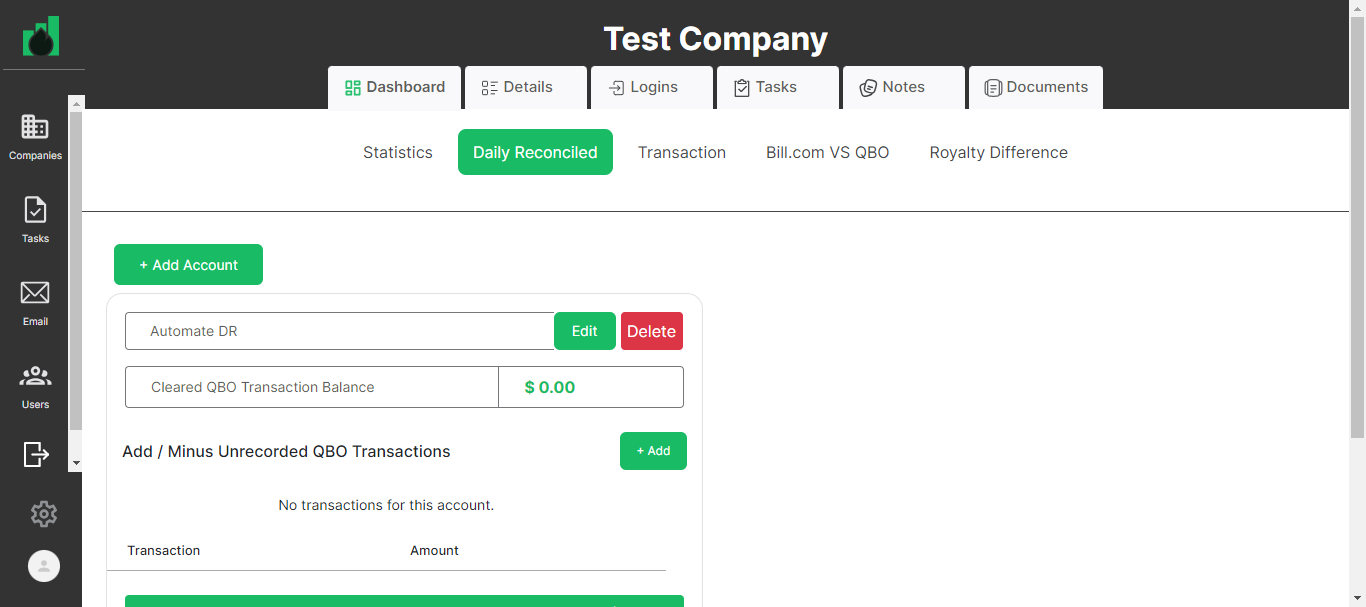 Test Company
Dashboard
Details
Logins
Tasks
Notes
Documents
Companies
Tasks
Email
Users
Statistics
Daily Reconciled
Transaction
Bill.com VS QBO
Royalty Difference
+ Add Account
Automate DR
Edit
Delete
Cleared QBO Transaction Balance
$ 0.00
Add / Minus Unrecorded QBO Transactions
+ Add
No transactions for this account.
Transaction
Amount